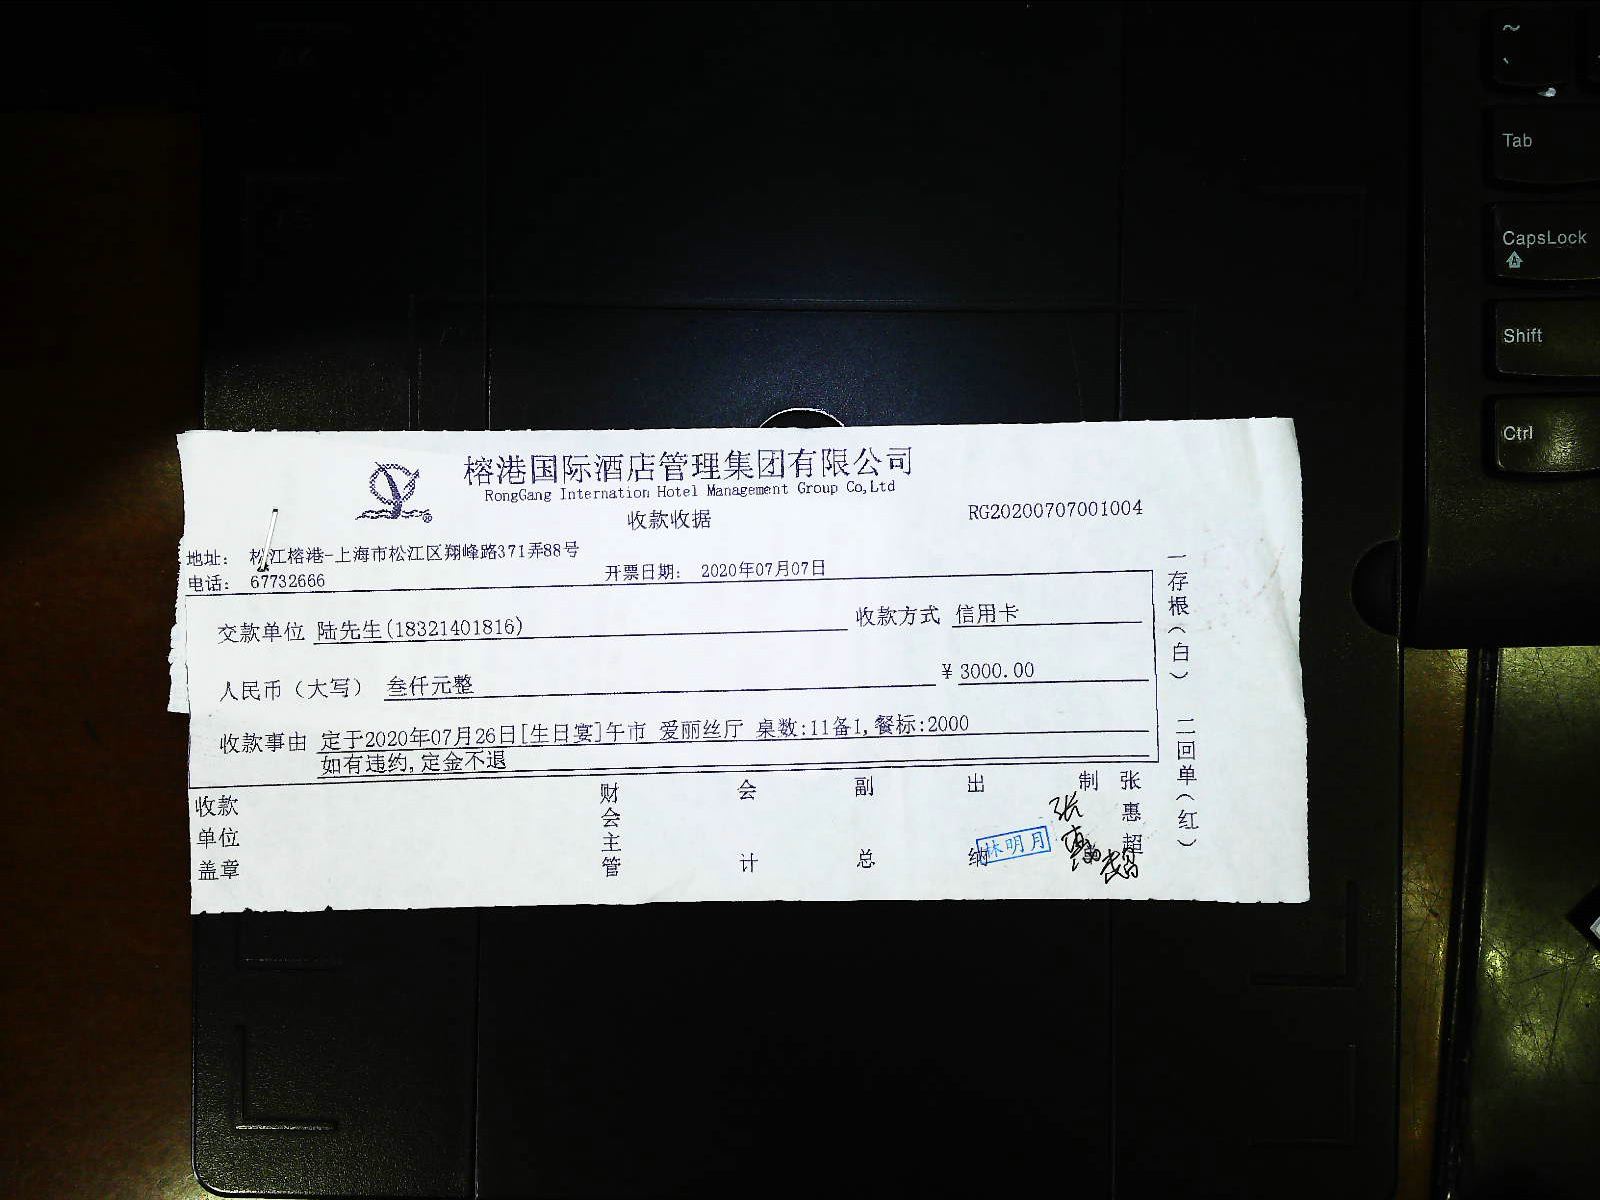 榕港国际酒店管理集团有限公司
RongGang Internation Hotel Management Group Co,Ltd
收款收据
RG20200707001004
地址： 松江榕港-上海市松江区翔峰路371弄88号
电话： 67732666
开票日期： 2020年07月07日
交款单位 陆先生(18321401816)
收款方式 信用卡
人民币（大写） 叁仟元整
¥ 3000.00
收款事由 定于2020年07月26日[生日宴]午市 爱丽丝厅 桌数:11备1,餐标:2000
如有违约,定金不退
收款单位盖章
财会主管
会计
副总
出纳
林明月
制
张惠超
张惠超
一存根（白）
二回单（红）
~
、
Tab
CapsLock
A
Shift
Ctrl